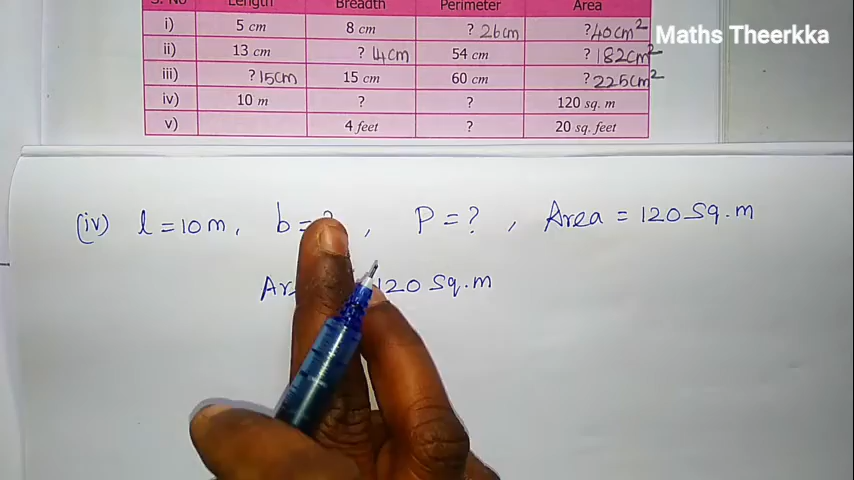 S. No Length Breadth Perimeter Area
i) 5 cm 8 cm ? 26cm ? 40cm²
Maths Theerkka
ii) 13 cm ? 14cm 54 cm ? 182cm²
iii) ? 15cm 15 cm 60 cm ? 225cm²
iv) 10 m ? ? 120 sq. m
v) 4 feet ? 20 sq. feet
(iv) l = 10 m, b = ? , P = ? , Area = 120 Sq. m
120 Sq. m